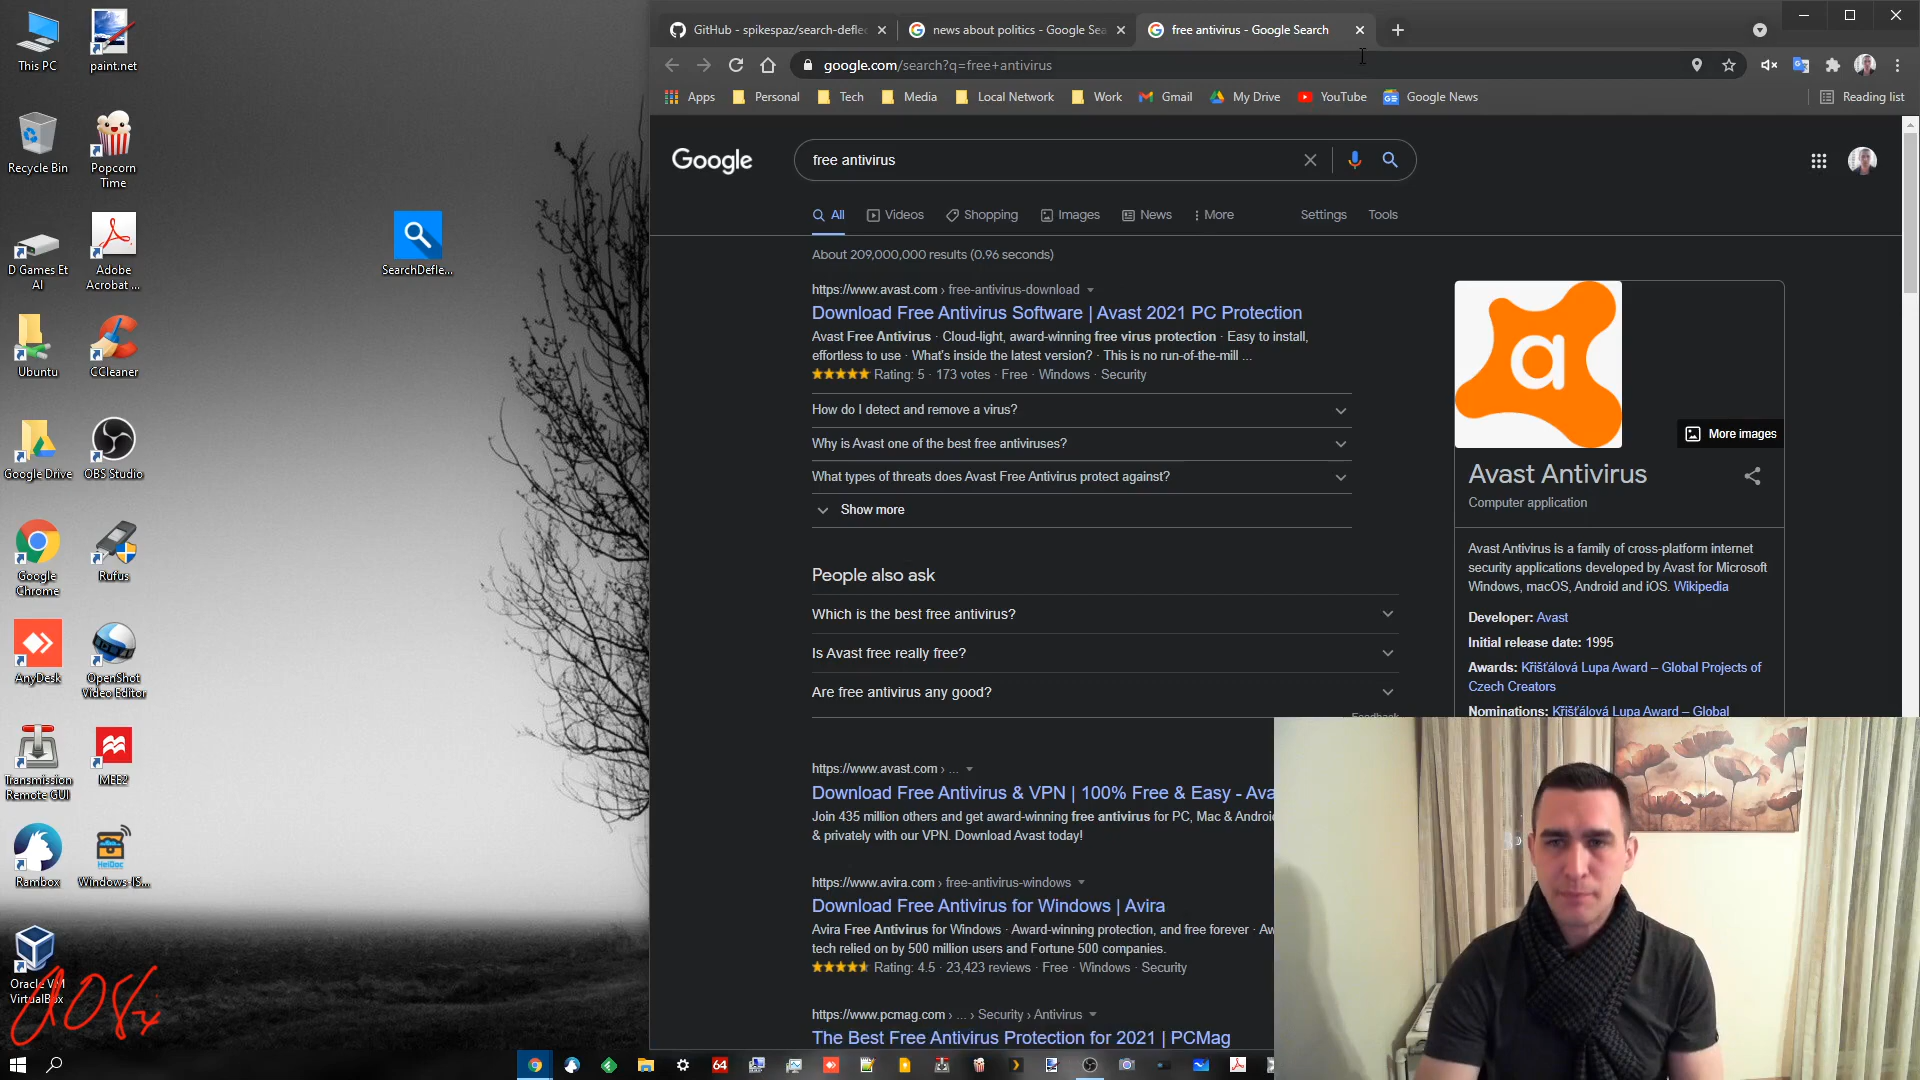 This PC
paint.net
Recycle Bin
Popcorn
Time
D Games Et
Al
Adobe
Acrobat ...
SearchDefle...
Ubuntu
CCleaner
Google Drive
OBS Studio
Google
Chrome
Rufus
AnyDesk
OpenShot
Video Editor
Transmission
Remote GUI
MEE2
Rambox
HeiDoc
Windows-IS...
Oracle VM
VirtualBox
GitHub - spikespaz/search-deflec
news about politics - Google Sea
free antivirus - Google Search
google.com/search?q=free+antivirus
Apps
Personal
Tech
Media
Local Network
Work
Gmail
My Drive
YouTube
Google News
Reading list
Google
free antivirus
All
Videos
Shopping
Images
News
More
Settings
Tools
About 209,000,000 results (0.96 seconds)
https://www.avast.com › free-antivirus-download
Download Free Antivirus Software | Avast 2021 PC Protection
Avast Free Antivirus · Cloud-light, award-winning free virus protection · Easy to install,
effortless to use · What's inside the latest version? · This is no run-of-the-mill ...
Rating: 5 · 173 votes · Free · Windows · Security
How do I detect and remove a virus?
Why is Avast one of the best free antiviruses?
What types of threats does Avast Free Antivirus protect against?
Show more
People also ask
Which is the best free antivirus?
Is Avast free really free?
Are free antivirus any good?
Feedback
https://www.avast.com › ...
Download Free Antivirus & VPN | 100% Free & Easy - Ava
Join 435 million others and get award-winning free antivirus for PC, Mac & Androi
& privately with our VPN. Download Avast today!
https://www.avira.com › free-antivirus-windows
Download Free Antivirus for Windows | Avira
Avira Free Antivirus for Windows · Award-winning protection, and free forever · Aw
tech relied on by 500 million users and Fortune 500 companies.
Rating: 4.5 · 23,423 reviews · Free · Windows · Security
https://www.pcmag.com › ... › Security › Antivirus
The Best Free Antivirus Protection for 2021 | PCMag
a
More images
Avast Antivirus
Computer application
Avast Antivirus is a family of cross-platform internet
security applications developed by Avast for Microsoft
Windows, macOS, Android and iOS. Wikipedia
Developer: Avast
Initial release date: 1995
Awards: Křišťálová Lupa Award – Global Projects of
Czech Creators
Nominations: Křišťálová Lupa Award – Global
64